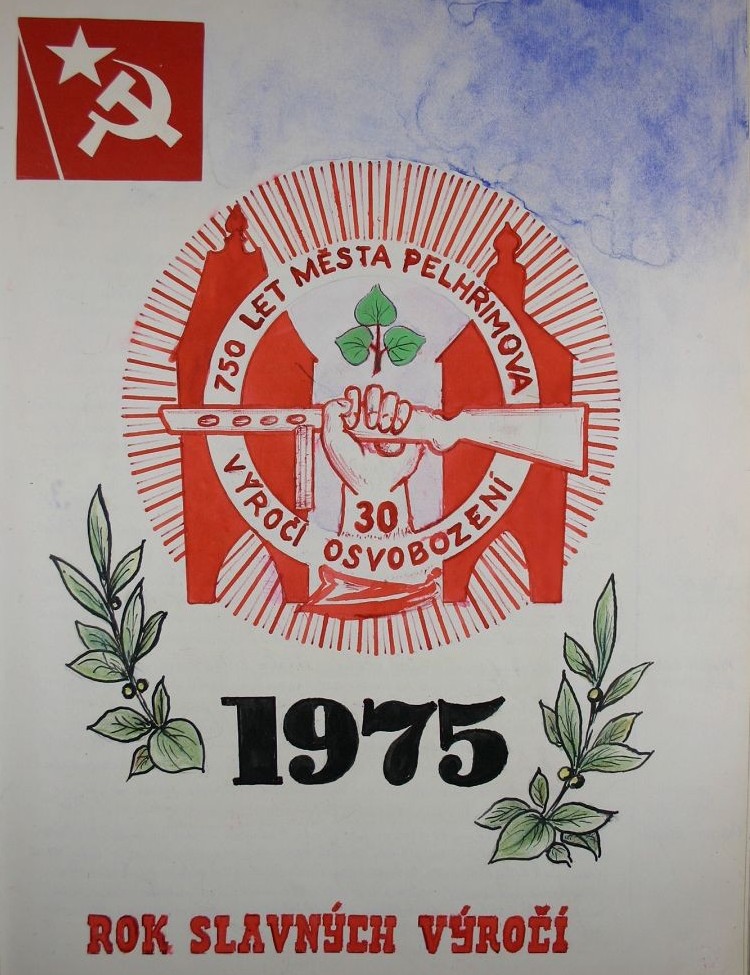 750 LET MĚSTA PELHŘIMOVA
30
VÝROČÍ OSVOBOZENÍ
1975
ROK SLAVNÝCH VÝROČÍ